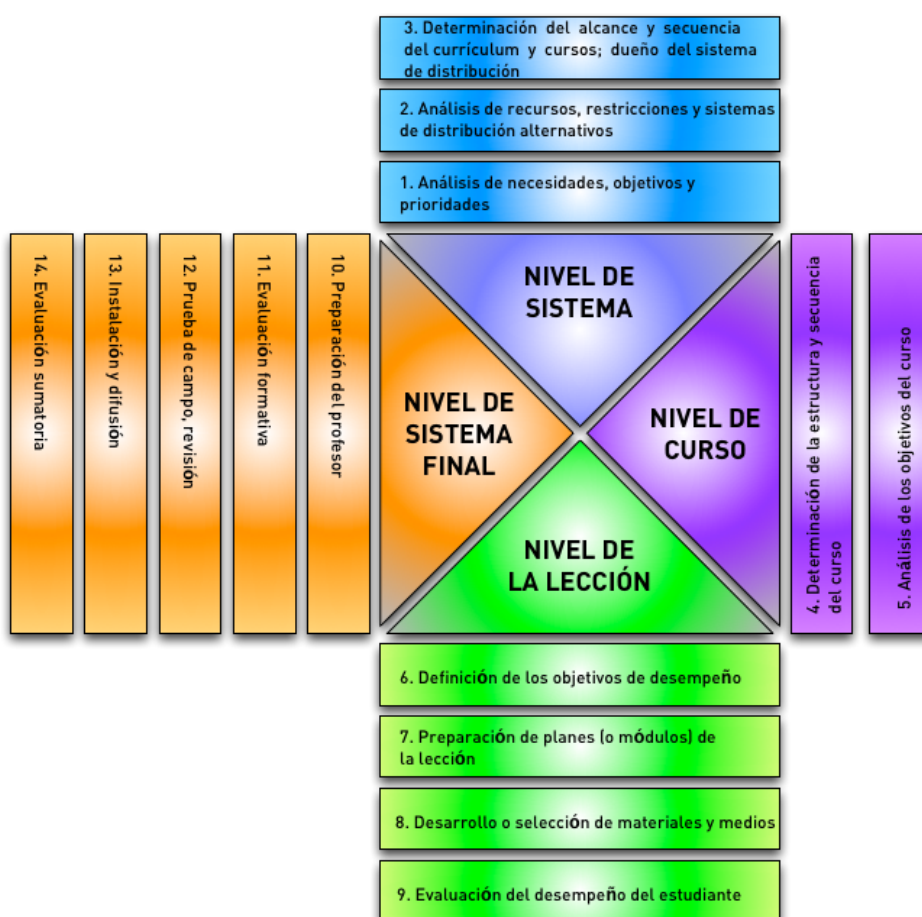 3. Determinación del alcance y secuencia
del currículum y cursos; dueño del sistema
de distribución
2. Análisis de recursos, restricciones y sistemas
de distribución alternativos
1. Análisis de necesidades, objetivos y
prioridades
14. Evaluación sumatoria
13. Instalación y difusión
12. Prueba de campo, revisión
11. Evaluación formativa
10. Preparación del profesor
NIVEL DE
SISTEMA
NIVEL DE
SISTEMA
FINAL
NIVEL DE
CURSO
NIVEL DE
LA LECCIÓN
4. Determinación de la estructura y secuencia
del curso
5. Análisis de los objetivos del curso
6. Definición de los objetivos de desempeño
7. Preparación de planes (o módulos) de
la lección
8. Desarrollo o selección de materiales y medios
9. Evaluación del desempeño del estudiante